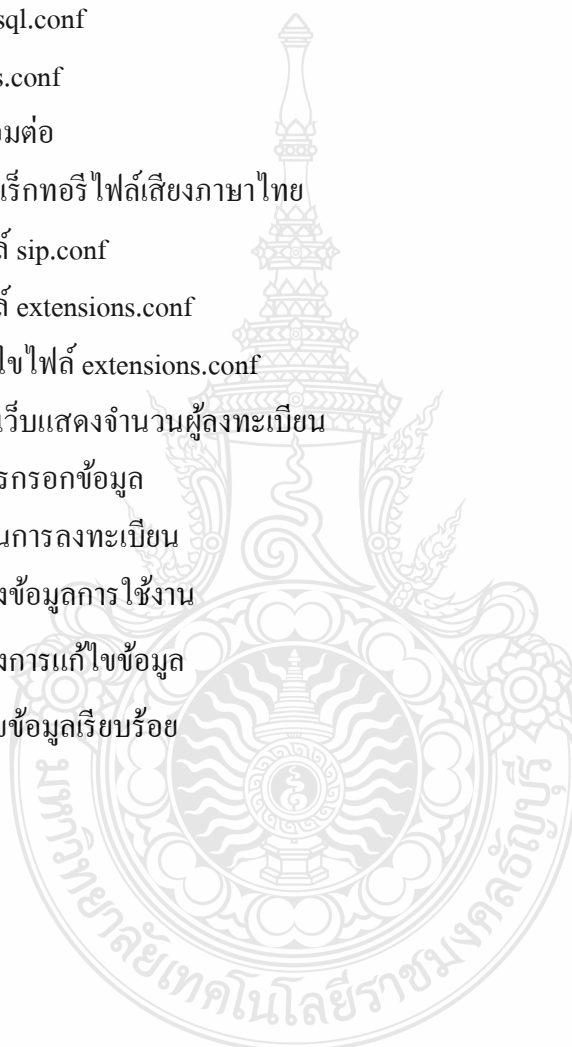 sql.conf
s.conf
อมต่อ
เร็กทอรีไฟล์เสียงภาษาไทย
ล์ sip.conf
ล์ extensions.conf
ไขไฟล์ extensions.conf
เว็บแสดงจำนวนผู้ลงทะเบียน
รกรอกข้อมูล
นการลงทะเบียน
งข้อมูลการใช้งาน
งการแก้ไขข้อมูล
บข้อมูลเรียบร้อย
มหาวิทยาลัยเทคโนโลยีราชมงคลธัญบุรี